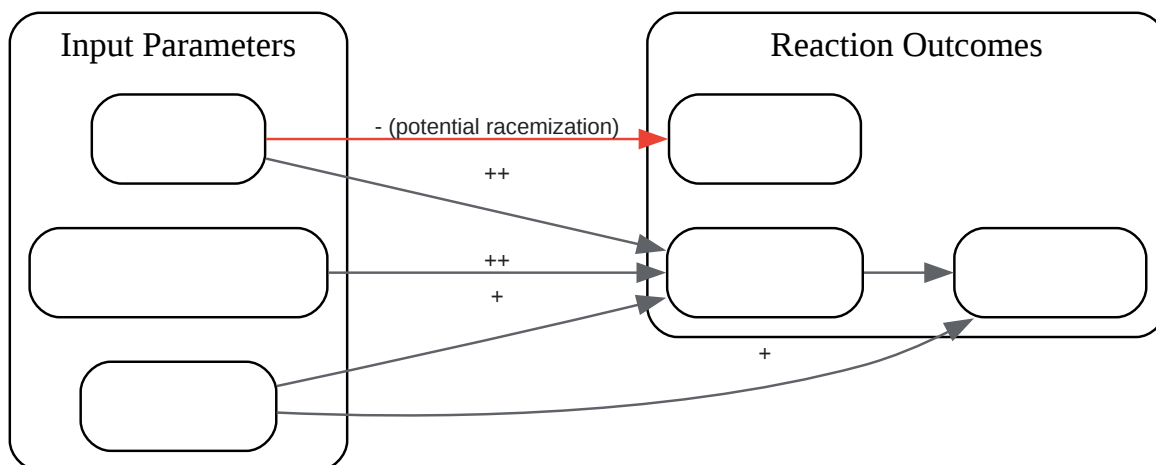 Input Parameters
Reaction Outcomes
- (potential racemization)
++
++
+
+